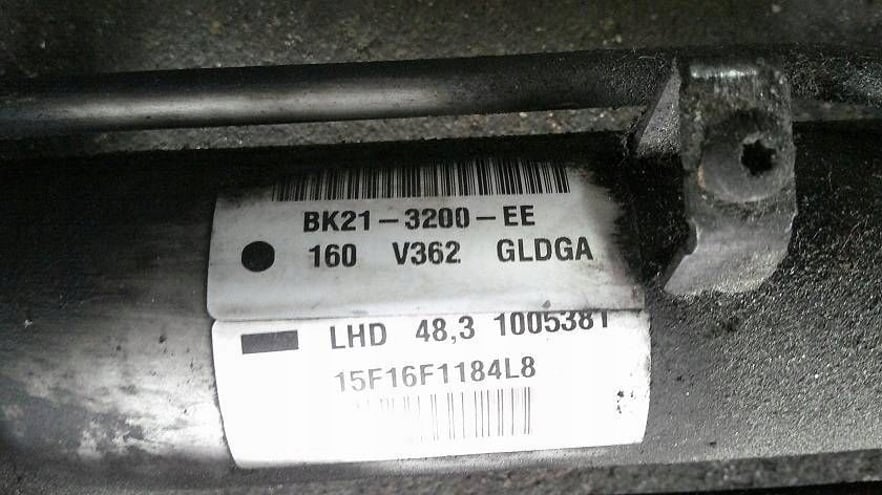 BK21-3200-EE
160 V362 GLDGA
LHD 48,3 1005381
15F16F1184L8